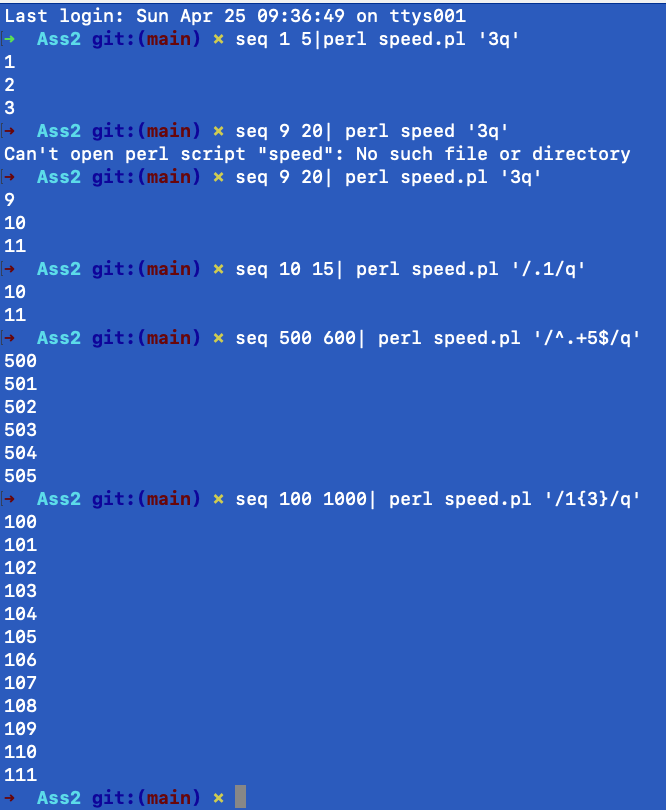 Last login: Sun Apr 25 09:36:49 on ttys001
→  Ass2 git:(main) × seq 1 5|perl speed.pl '3q'
1
2
3
→  Ass2 git:(main) × seq 9 20| perl speed '3q'
Can't open perl script "speed": No such file or directory
→  Ass2 git:(main) × seq 9 20| perl speed.pl '3q'
9
10
11
→  Ass2 git:(main) × seq 10 15| perl speed.pl '/.1/q'
10
11
→  Ass2 git:(main) × seq 500 600| perl speed.pl '/^.+5$/q'
500
501
502
503
504
505
→  Ass2 git:(main) × seq 100 1000| perl speed.pl '/1{3}/q'
100
101
102
103
104
105
106
107
108
109
110
111
→  Ass2 git:(main) ×